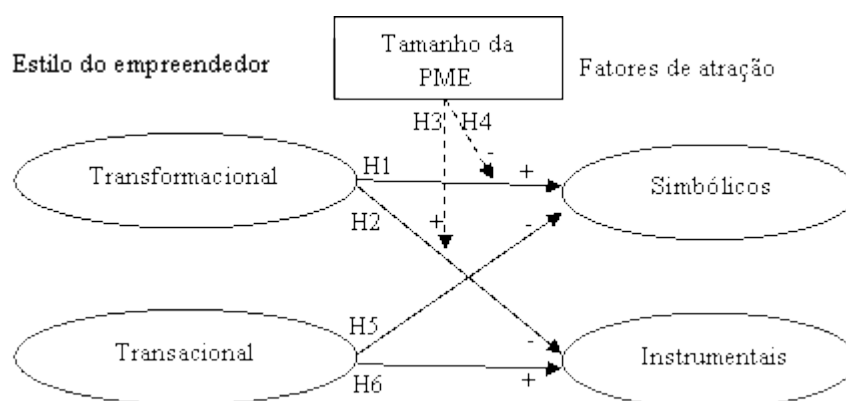 Tamanho da
PME
Estilo do empreendedor
Fatores de atração
H3
H4
-
H1
+
Transformacional
Simbólicos
H2
+
-
H5
-
Transacional
Instrumentais
H6
+